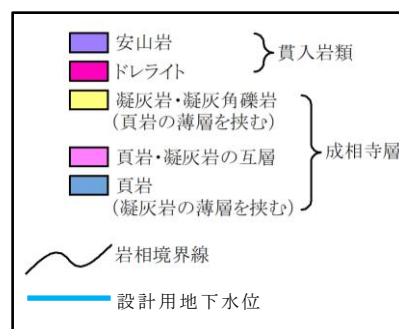 安山岩
ドレライト
貫入岩類
凝灰岩・凝灰角礫岩
(頁岩の薄層を挟む)
頁岩・凝灰岩の互層
頁岩
(凝灰岩の薄層を挟む)
成相寺層
岩相境界線
設計用地下水位